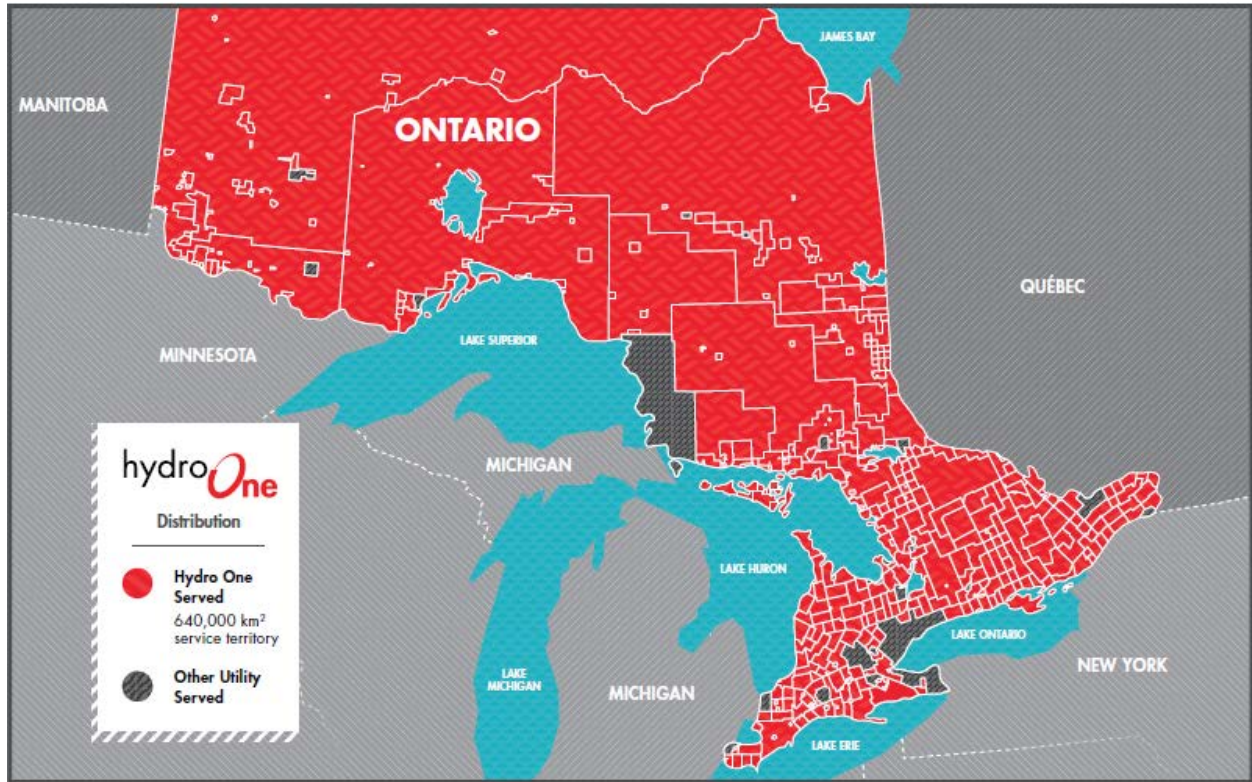 JAMES BAY
MANITOBA
ONTARIO
QUÉBEC
LAKE SUPERIOR
MINNESOTA
MICHIGAN
LAKE HURON
LAKE ONTARIO
NEW YORK
LAKE
MICHIGAN
MICHIGAN
LAKE ERIE
hydroOne
Distribution
Hydro One
Served
640,000 km²
service territory
Other Utility
Served